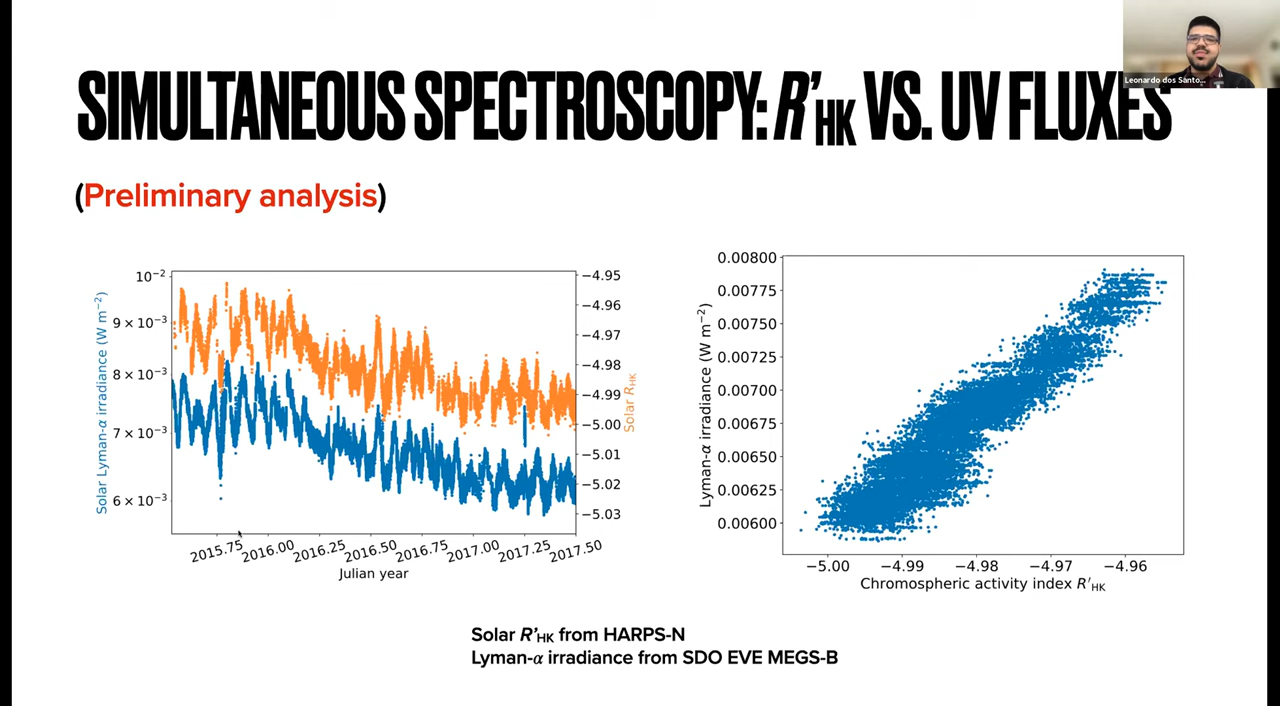 SIMULTANEOUS SPECTROSCOPY: R'HK VS. UV FLUXES
Leonardo dos Santo...
(Preliminary analysis)
Solar Lyman-α irradiance (W m−2)
10−2
9 × 10−3
8 × 10−3
7 × 10−3
6 × 10−3
−4.95
−4.96
−4.97
−4.98
−4.99
−5.00
−5.01
−5.02
−5.03
Solar RHK
2015.75 2016.00 2016.25 2016.50 2016.75 2017.00 2017.25 2017.50
Julian year
Lyman-α irradiance (W m−2)
0.00800
0.00775
0.00750
0.00725
0.00700
0.00675
0.00650
0.00625
0.00600
−5.00 −4.99 −4.98 −4.97 −4.96
Chromospheric activity index R′HK
Solar R'HK from HARPS-N
Lyman-α irradiance from SDO EVE MEGS-B